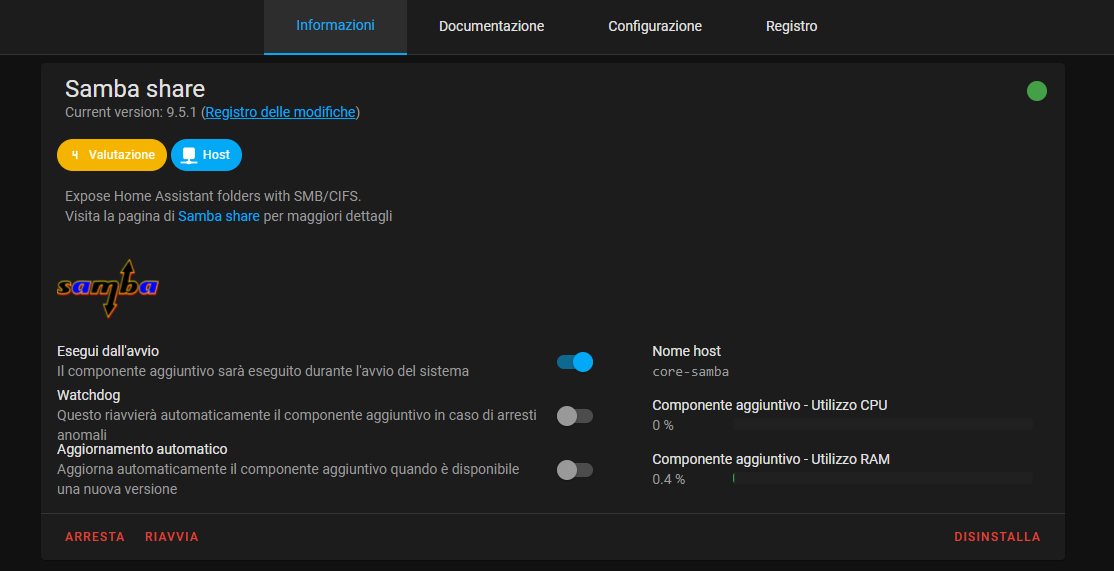 Informazioni
Documentazione
Configurazione
Registro
Samba share
Current version: 9.5.1 (Registro delle modifiche)
4 Valutazione
Host
Expose Home Assistant folders with SMB/CIFS.
Visita la pagina di Samba share per maggiori dettagli
samba
Esegui dall'avvio
Il componente aggiuntivo sarà eseguito durante l'avvio del sistema
Watchdog
Questo riavvierà automaticamente il componente aggiuntivo in caso di arresti
anomali
Aggiornamento automatico
Aggiorna automaticamente il componente aggiuntivo quando è disponibile
una nuova versione
Nome host
core-samba
Componente aggiuntivo - Utilizzo CPU
0 %
Componente aggiuntivo - Utilizzo RAM
0.4 %
ARRESTA
RIAVVIA
DISINSTALLA